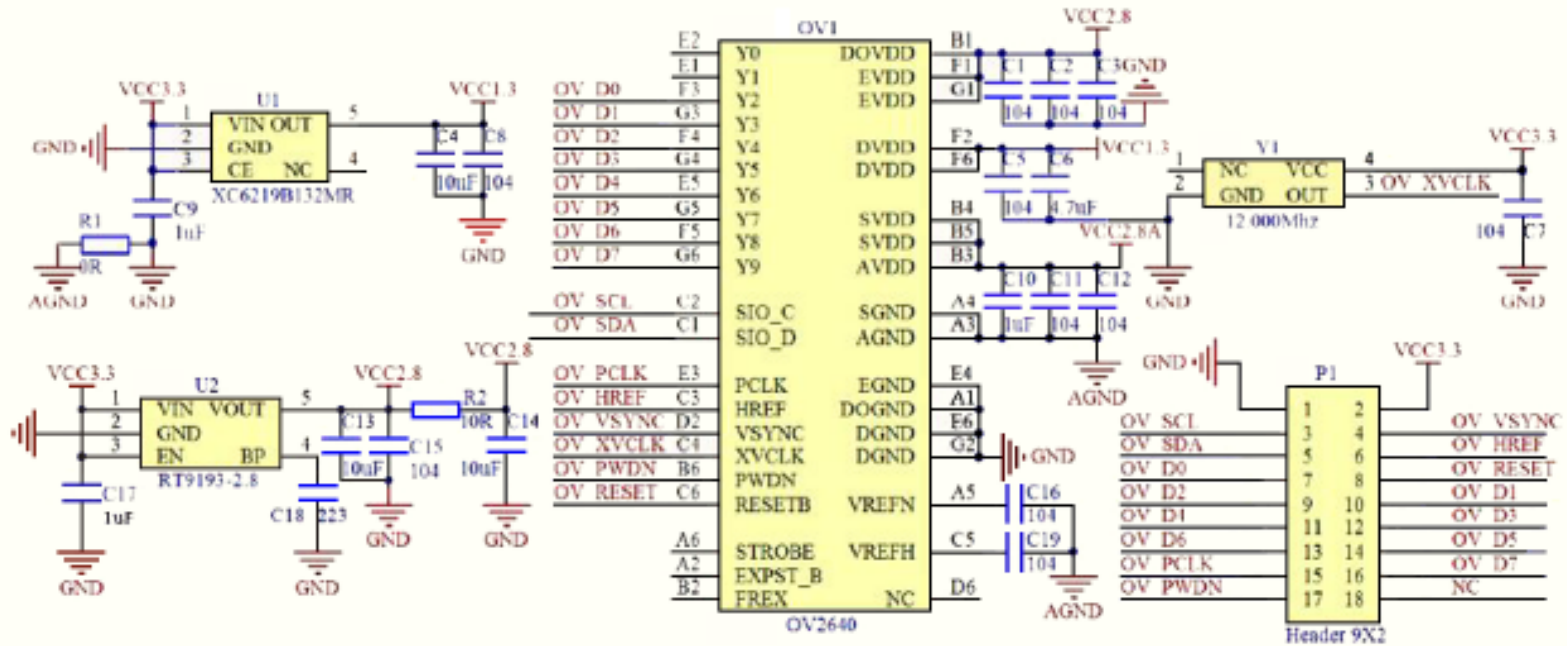 VCC3.3
U1
VCC1.3
1 VIN OUT 5
GND 2 GND
3 CE NC 4
XC6219B132MR
C4 C8
10uF 104
GND
C9
1uF
R1
0R
AGND GND
VCC3.3
U2
VCC2.8
VCC2.8
1 VIN VOUT 5
2 GND
3 EN BP 4
RT9193-2.8
R2
10R
C13
10uF
C15
104
C14
10uF
C17
1uF
C18 223
GND
GND
GND
GND
OV1
E2 Y0
E1 Y1
OV D0 F3 Y2
OV D1 G3 Y3
OV D2 F4 Y4
OV D3 G4 Y5
OV D4 E5 Y6
OV D5 G5 Y7
OV D6 F5 Y8
OV D7 G6 Y9
OV SCL C2 SIO_C
OV SDA C1 SIO_D
OV PCLK E3 PCLK
OV HREF C3 HREF
OV VSYNC D2 VSYNC
OV XVCLK C4 XVCLK
OV PWDN B6 PWDN
OV RESET C6 RESETB
A6 STROBE
A2 EXPST_B
B2 FREX
DOVDD B1
EVDD F1
EVDD G1
DVDD F2
DVDD F6
SVDD B4
SVDD B5
AVDD B3
SGND A4
AGND A3
EGND E4
DOGND A1
DGND E6
DGND G2
VREFN A5
VREFH C5
NC D6
OV2640
VCC2.8
C1 C2 C3 GND
104 104 104
VCC1.3
C5 C6
104 4.7uF
VCC2.8A
C10 C11 C12
1uF 104 104
AGND
GND
C16
104
C19
104
AGND
Y1
VCC3.3
1 NC VCC 4
2 GND OUT 3 OV XVCLK
12.000Mhz
104 C7
GND
GND
GND
VCC3.3
P1
1 2
OV SCL 3 4 OV VSYNC
OV SDA 5 6 OV HREF
OV D0 7 8 OV RESET
OV D2 9 10 OV D1
OV D4 11 12 OV D3
OV D6 13 14 OV D5
OV PCLK 15 16 OV D7
OV PWDN 17 18 NC
Header 9X2